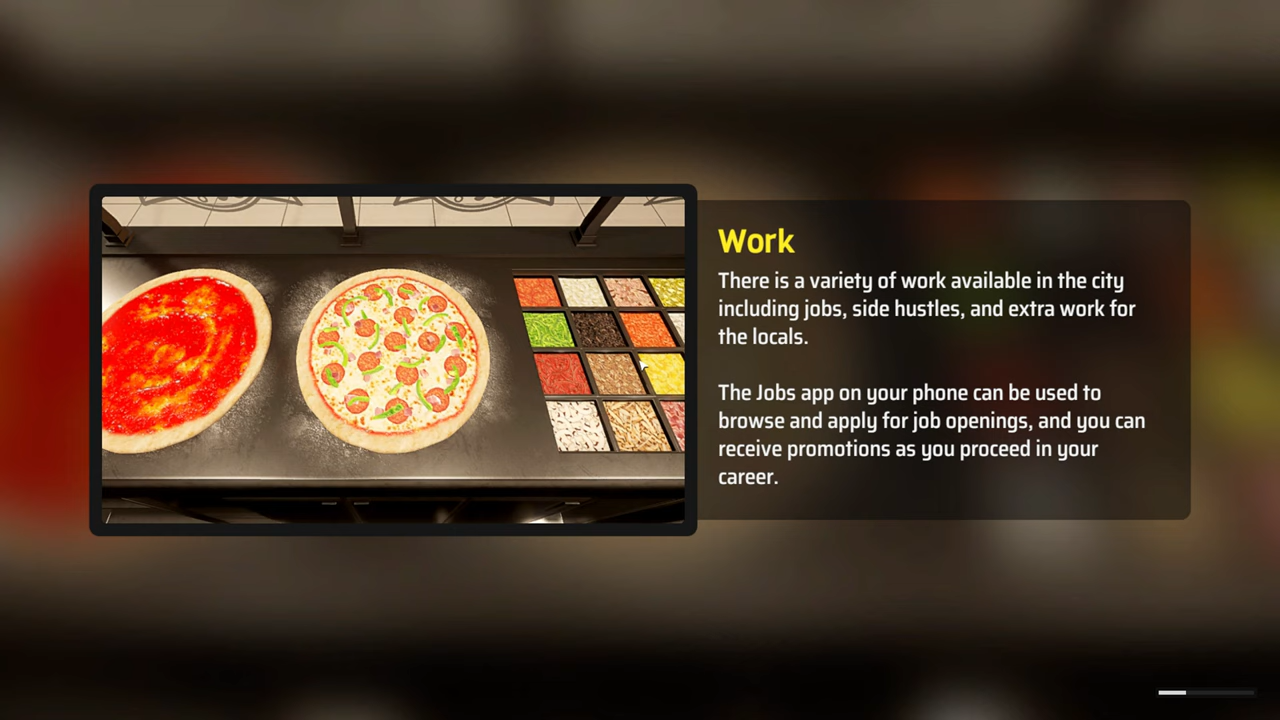 Work
There is a variety of work available in the city
including jobs, side hustles, and extra work for
the locals.
The Jobs app on your phone can be used to
browse and apply for job openings, and you can
receive promotions as you proceed in your
career.